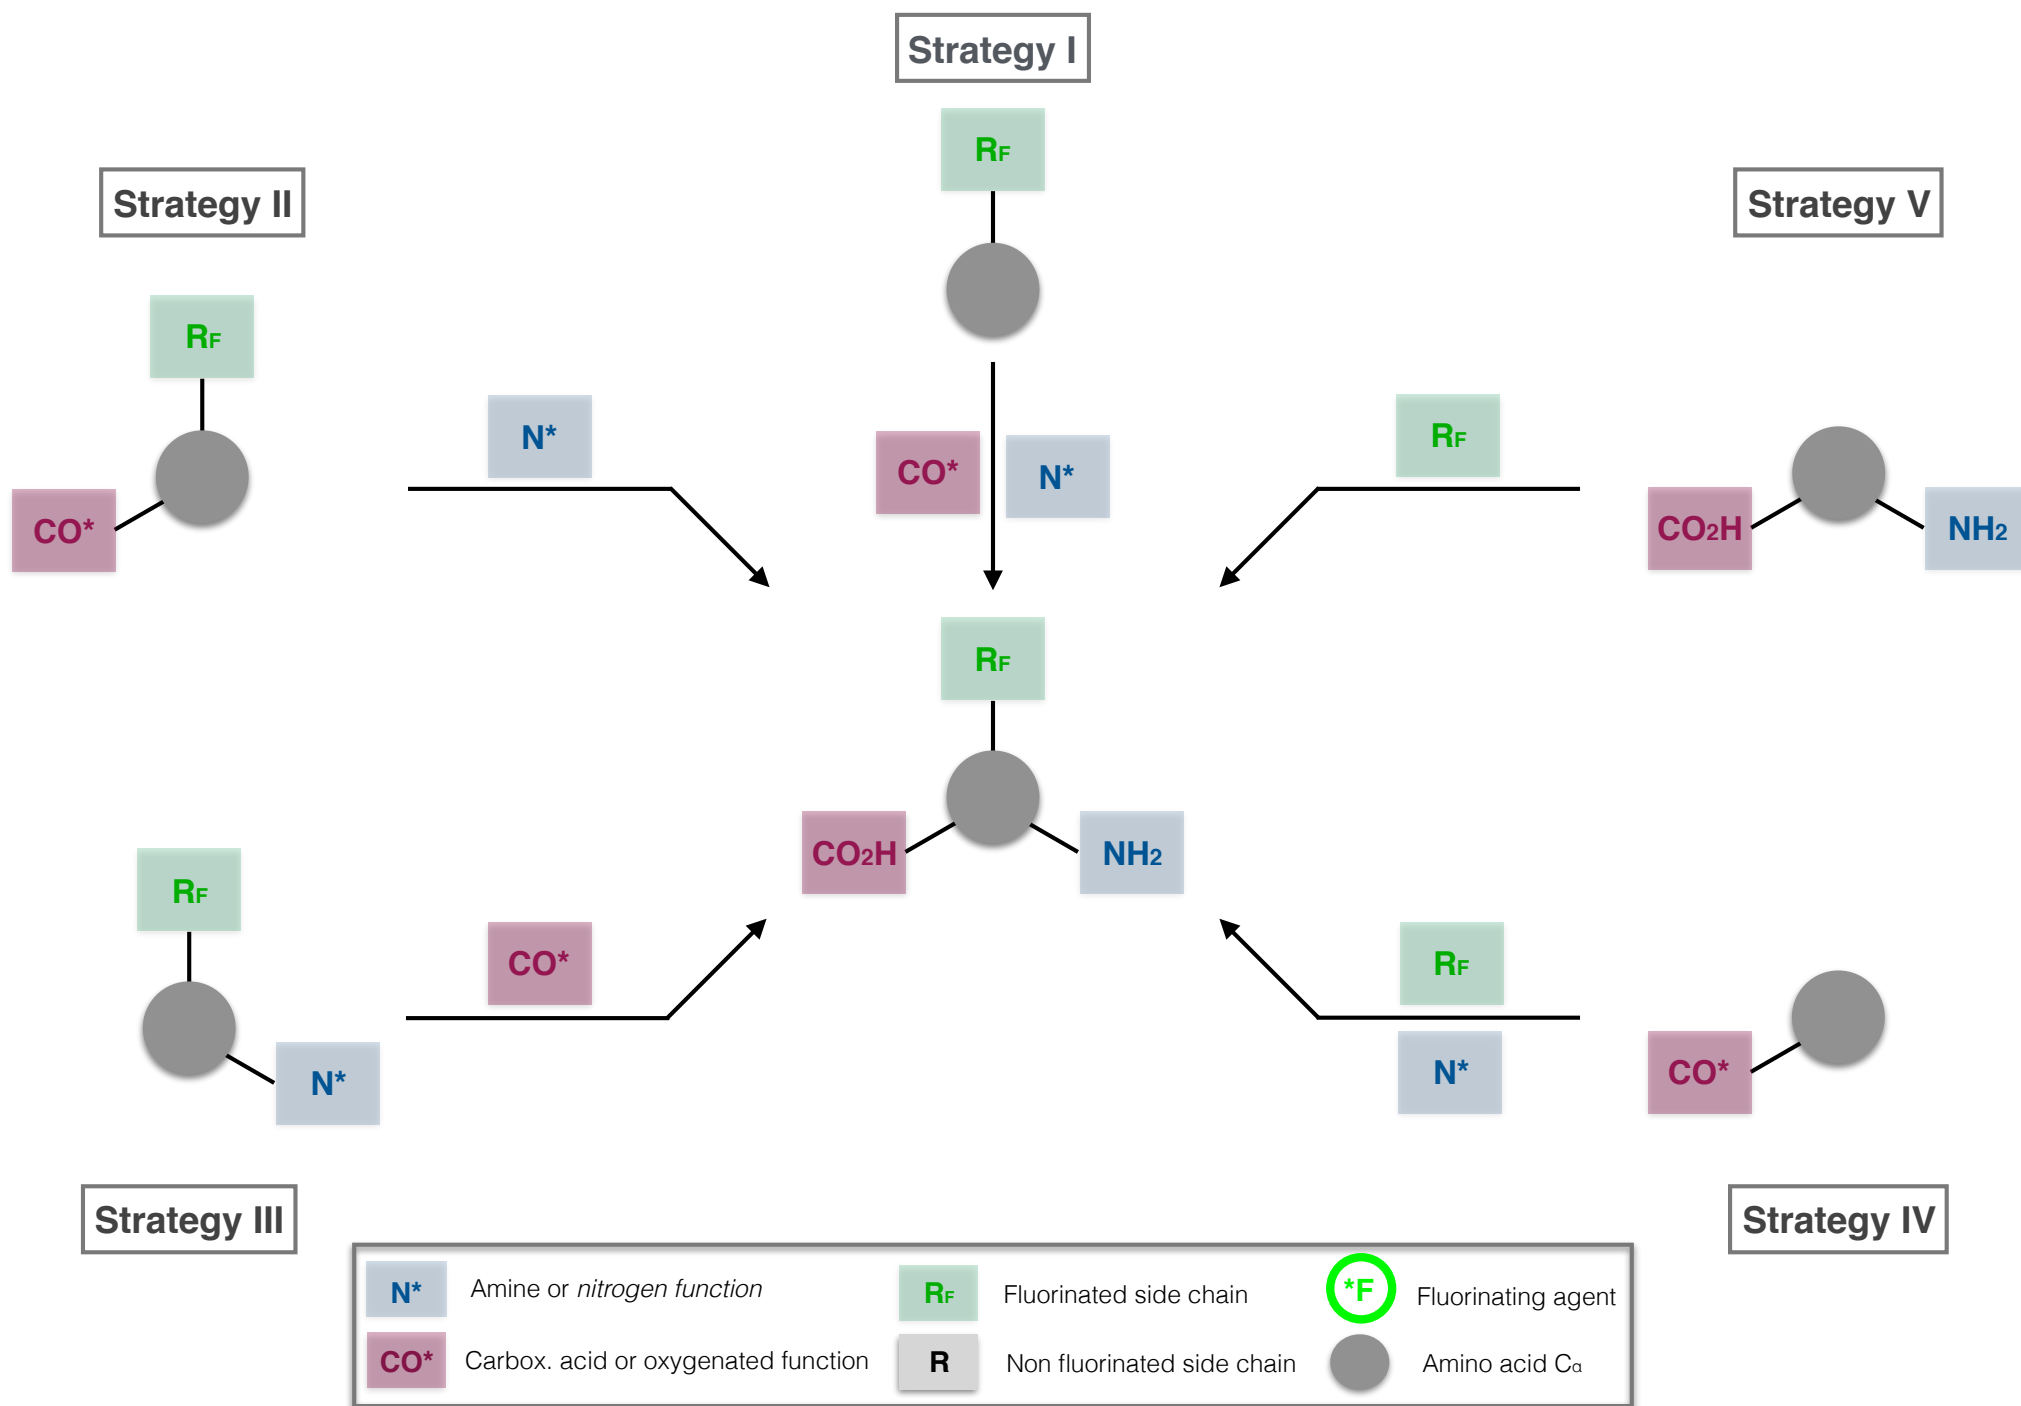 Strategy I
RF
Strategy II
Strategy V
RF
N*
CO*
N*
RF
CO*
CO2H
NH2
RF
CO2H
NH2
RF
CO*
N*
RF
N*
CO*
Strategy III
Strategy IV
N*
Amine or nitrogen function
RF
Fluorinated side chain
*F
Fluorinating agent
CO*
Carbox. acid or oxygenated function
R
Non fluorinated side chain
Amino acid Cα